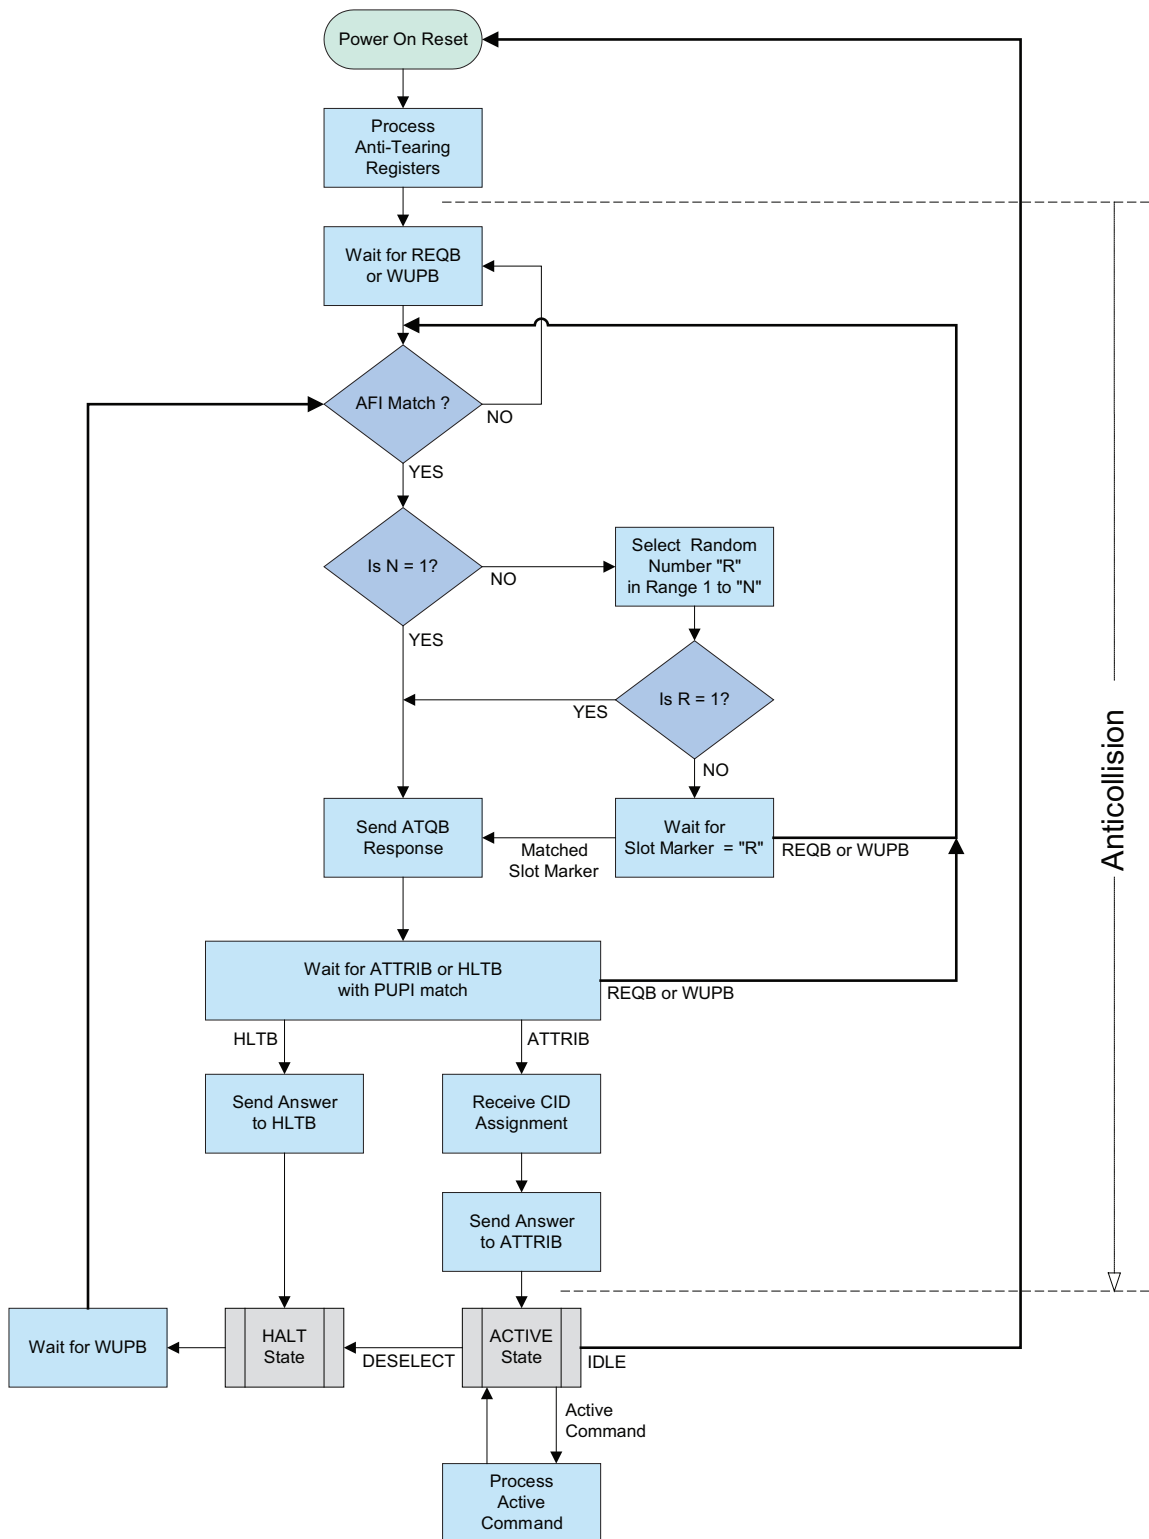 Power On Reset
Process
Anti-Tearing
Registers
Wait for REQB
or WUPB
AFI Match ?
NO
YES
Is N = 1?
NO
Select Random
Number "R"
in Range 1 to "N"
YES
Is R = 1?
YES
NO
Anticollision
Send ATQB
Response
Matched
Slot Marker
Wait for
Slot Marker = "R"
REQB or WUPB
Wait for ATTRIB or HLTB
with PUPI match
REQB or WUPB
HLTB
ATTRIB
Send Answer
to HLTB
Receive CID
Assignment
Send Answer
to ATTRIB
Wait for WUPB
HALT
State
DESELECT
ACTIVE
State
IDLE
Active
Command
Process
Active
Command